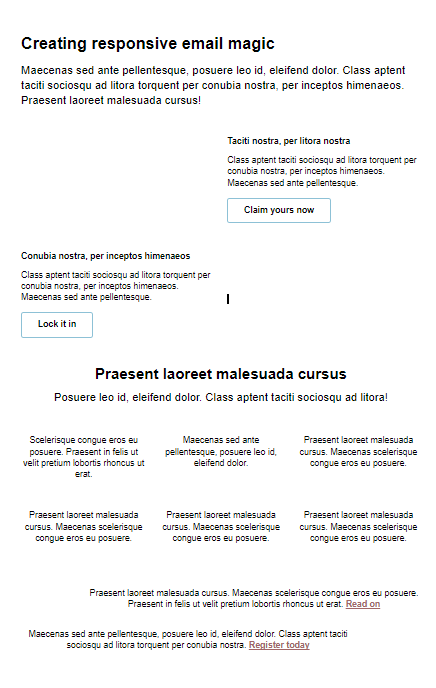 Creating responsive email magic
Maecenas sed ante pellentesque, posuere leo id, eleifend dolor. Class aptent
taciti sociosqu ad litora torquent per conubia nostra, per inceptos himenaeos.
Praesent laoreet malesuada cursus!
Taciti nostra, per litora nostra
Class aptent taciti sociosqu ad litora torquent per
conubia nostra, per inceptos himenaeos.
Maecenas sed ante pellentesque.
Claim yours now
Conubia nostra, per inceptos himenaeos
Class aptent taciti sociosqu ad litora torquent per
conubia nostra, per inceptos himenaeos.
Maecenas sed ante pellentesque.
Lock it in
Praesent laoreet malesuada cursus
Posuere leo id, eleifend dolor. Class aptent taciti sociosqu ad litora!
Scelerisque congue eros eu
posuere. Praesent in felis ut
velit pretium lobortis rhoncus ut
erat.
Maecenas sed ante
pellentesque, posuere leo id,
eleifend dolor.
Praesent laoreet malesuada
cursus. Maecenas scelerisque
congue eros eu posuere.
Praesent laoreet malesuada
cursus. Maecenas scelerisque
congue eros eu posuere.
Praesent laoreet malesuada
cursus. Maecenas scelerisque
congue eros eu posuere.
Praesent laoreet malesuada
cursus. Maecenas scelerisque
congue eros eu posuere.
Praesent laoreet malesuada cursus. Maecenas scelerisque congue eros eu posuere.
Praesent in felis ut velit pretium lobortis rhoncus ut erat. Read on
Maecenas sed ante pellentesque, posuere leo id, eleifend dolor. Class aptent taciti
sociosqu ad litora torquent per conubia nostra. Register today